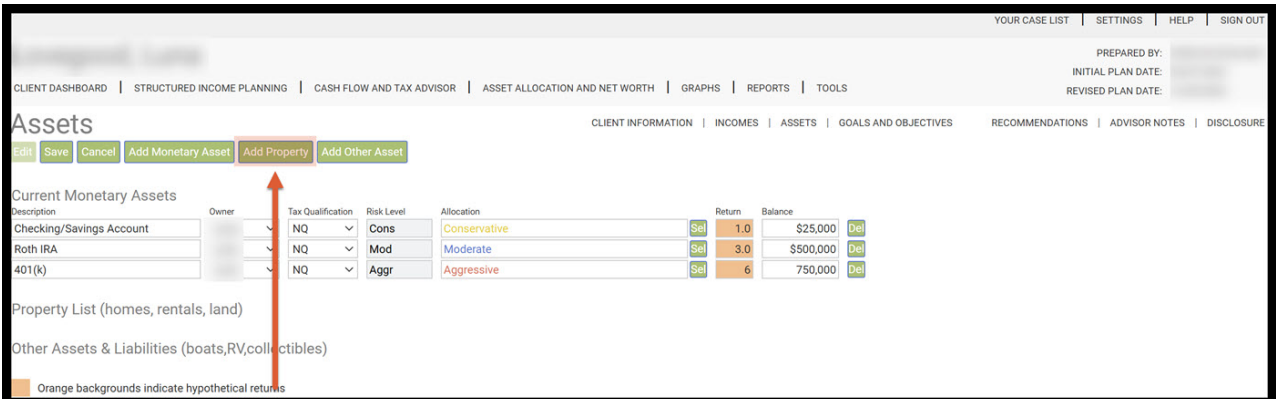 YOUR CASE LIST | SETTINGS | HELP | SIGN OUT
PREPARED BY:
INITIAL PLAN DATE:
REVISED PLAN DATE:
CLIENT DASHBOARD | STRUCTURED INCOME PLANNING | CASH FLOW AND TAX ADVISOR | ASSET ALLOCATION AND NET WORTH | GRAPHS | REPORTS | TOOLS
Assets
CLIENT INFORMATION | INCOMES | ASSETS | GOALS AND OBJECTIVES RECOMMENDATIONS | ADVISOR NOTES | DISCLOSURE
Edit Save Cancel Add Monetary Asset Add Property Add Other Asset
Current Monetary Assets
Description Owner Tax Qualification Risk Level Allocation Return Balance
Checking/Savings Account NQ Cons Conservative Sel 1.0 $25,000 Del
Roth IRA NQ Mod Moderate Sel 3.0 $500,000 Del
401(k) NQ Aggr Aggressive Sel 6 750,000 Del
Property List (homes, rentals, land)
Other Assets & Liabilities (boats,RV,collectibles)
Orange backgrounds indicate hypothetical returns